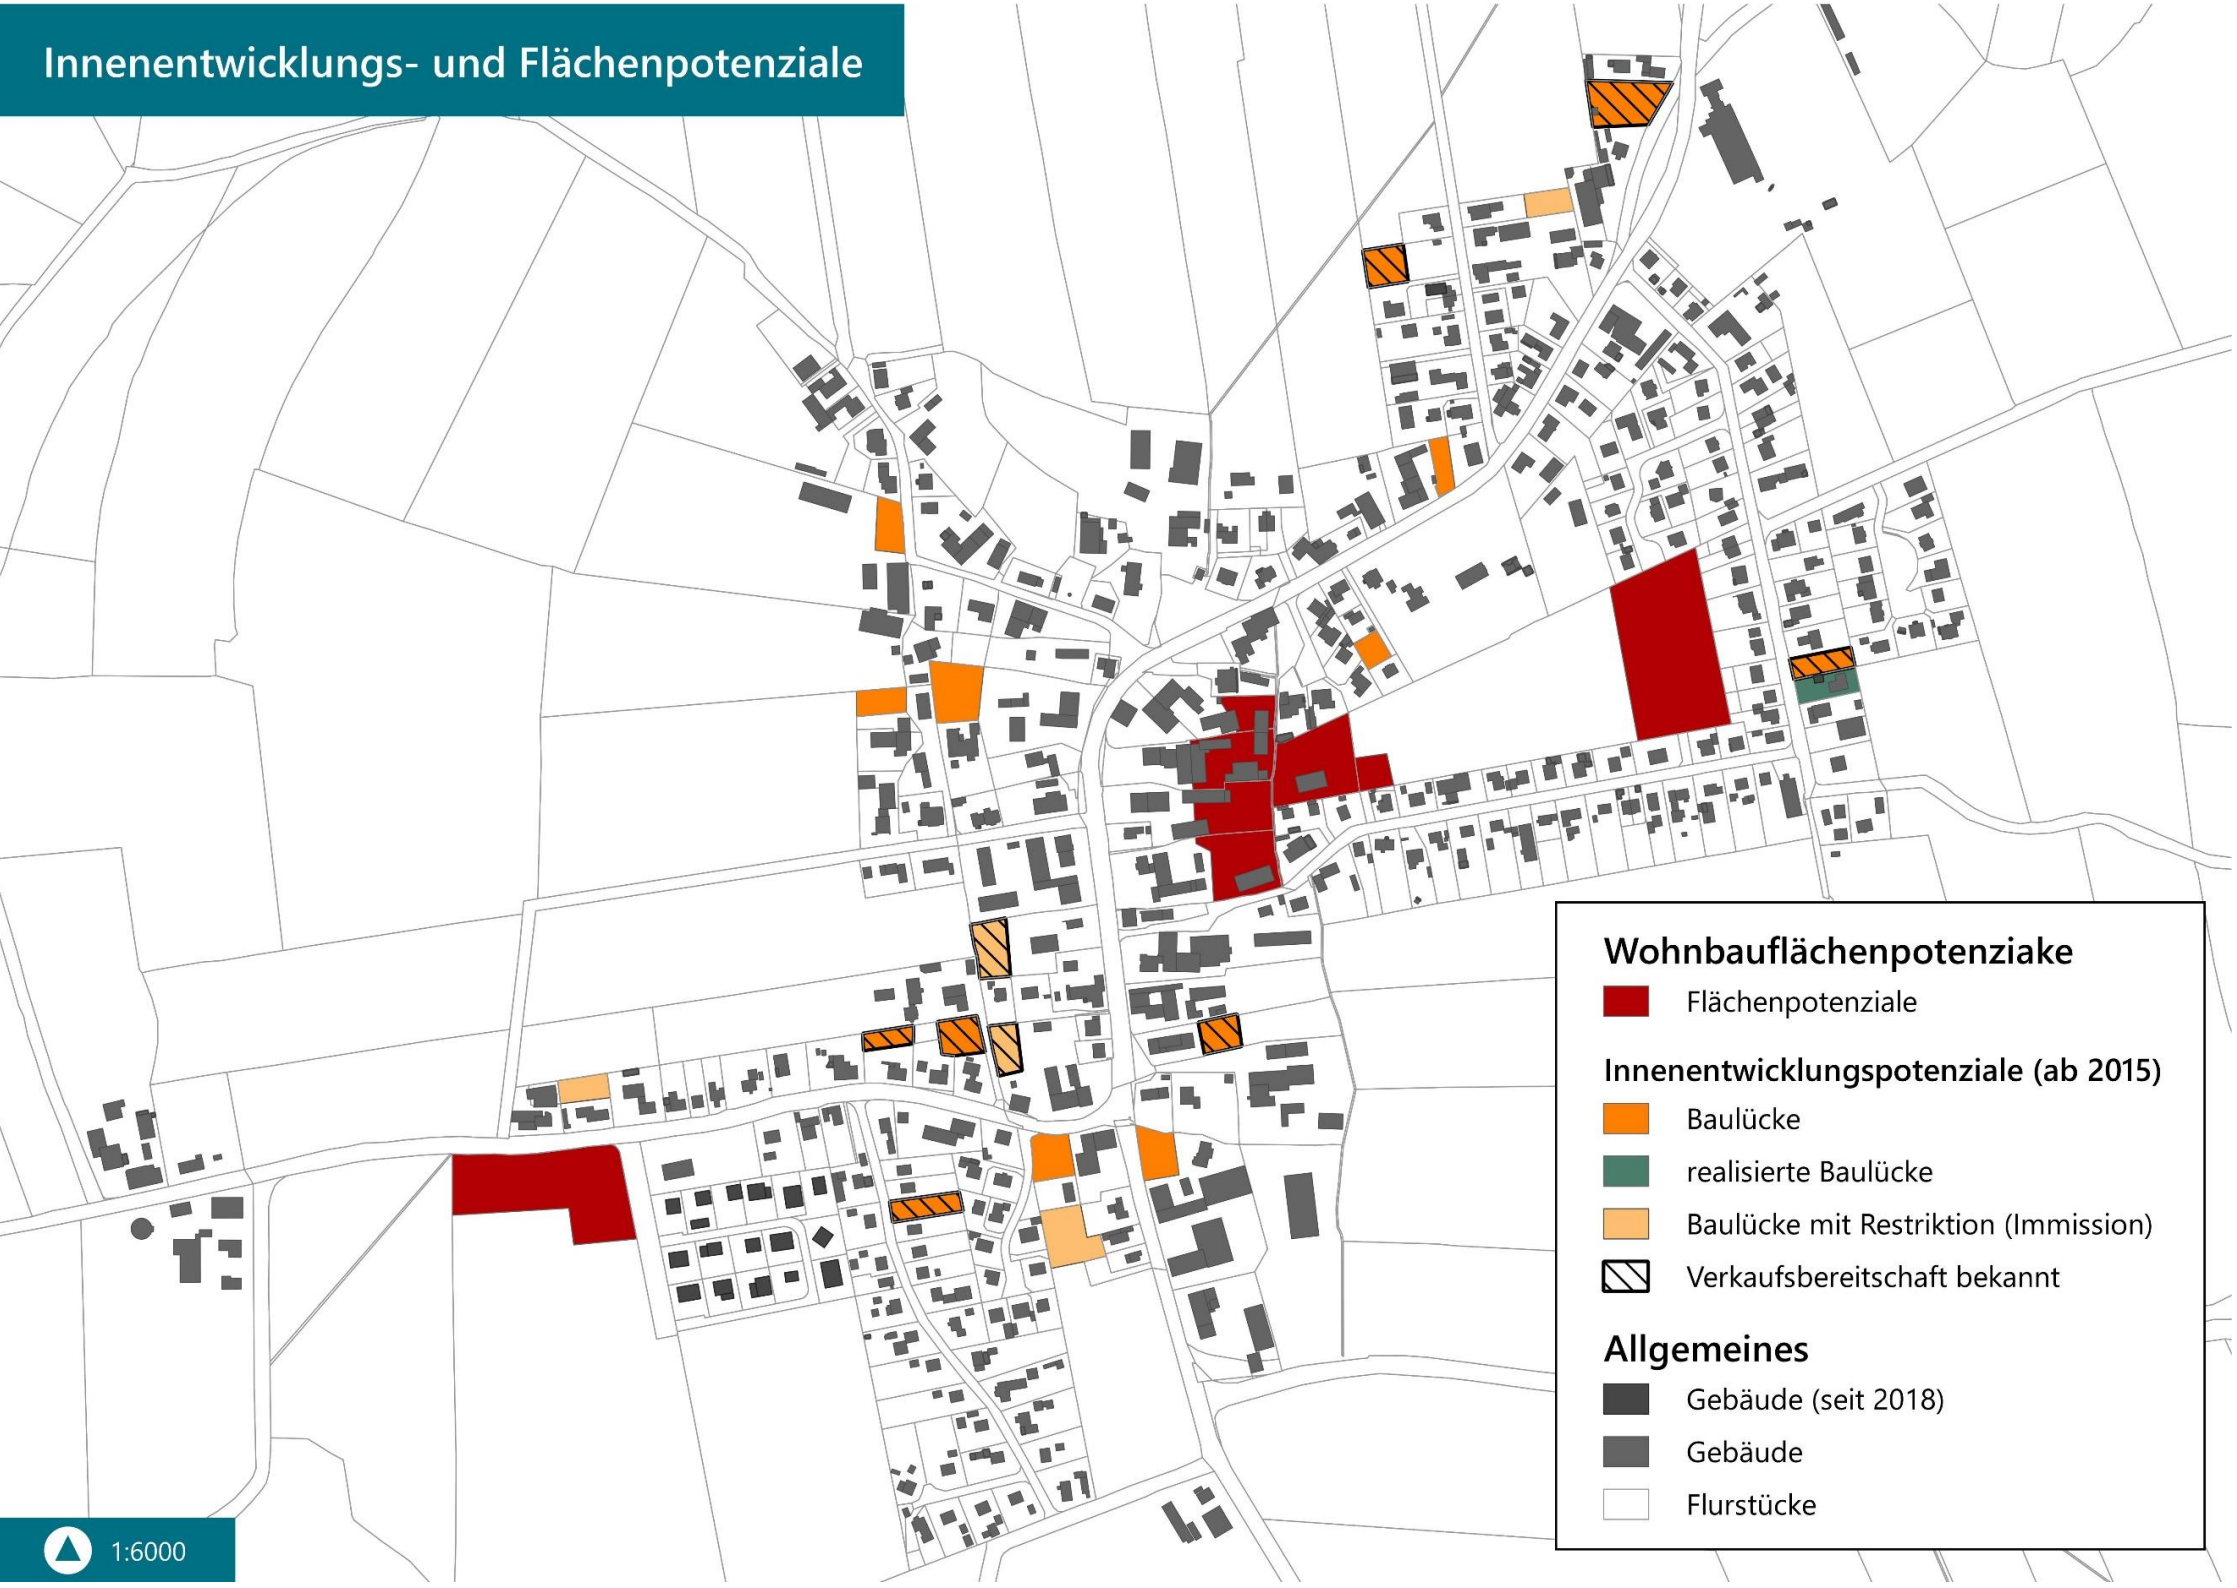 Innenentwicklungs- und Flächenpotenziale
Wohnbauflächenpotenziake
Flächenpotenziale
Innenentwicklungspotenziale (ab 2015)
Baulücke
realisierte Baulücke
Baulücke mit Restriktion (Immission)
Verkaufsbereitschaft bekannt
Allgemeines
Gebäude (seit 2018)
Gebäude
Flurstücke
1:6000